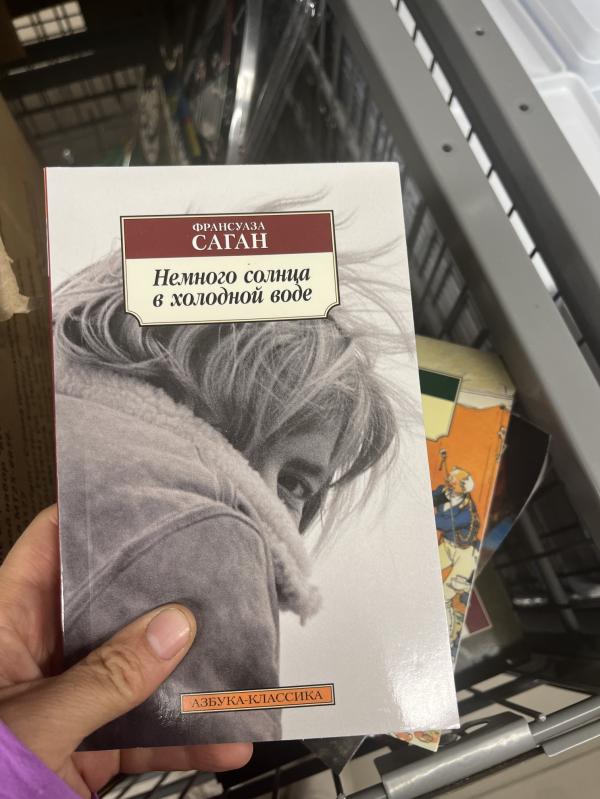 ФРАНСУАЗА
САГАН
Немного солнца
в холодной воде
АЗБУКА-КЛАССИКА